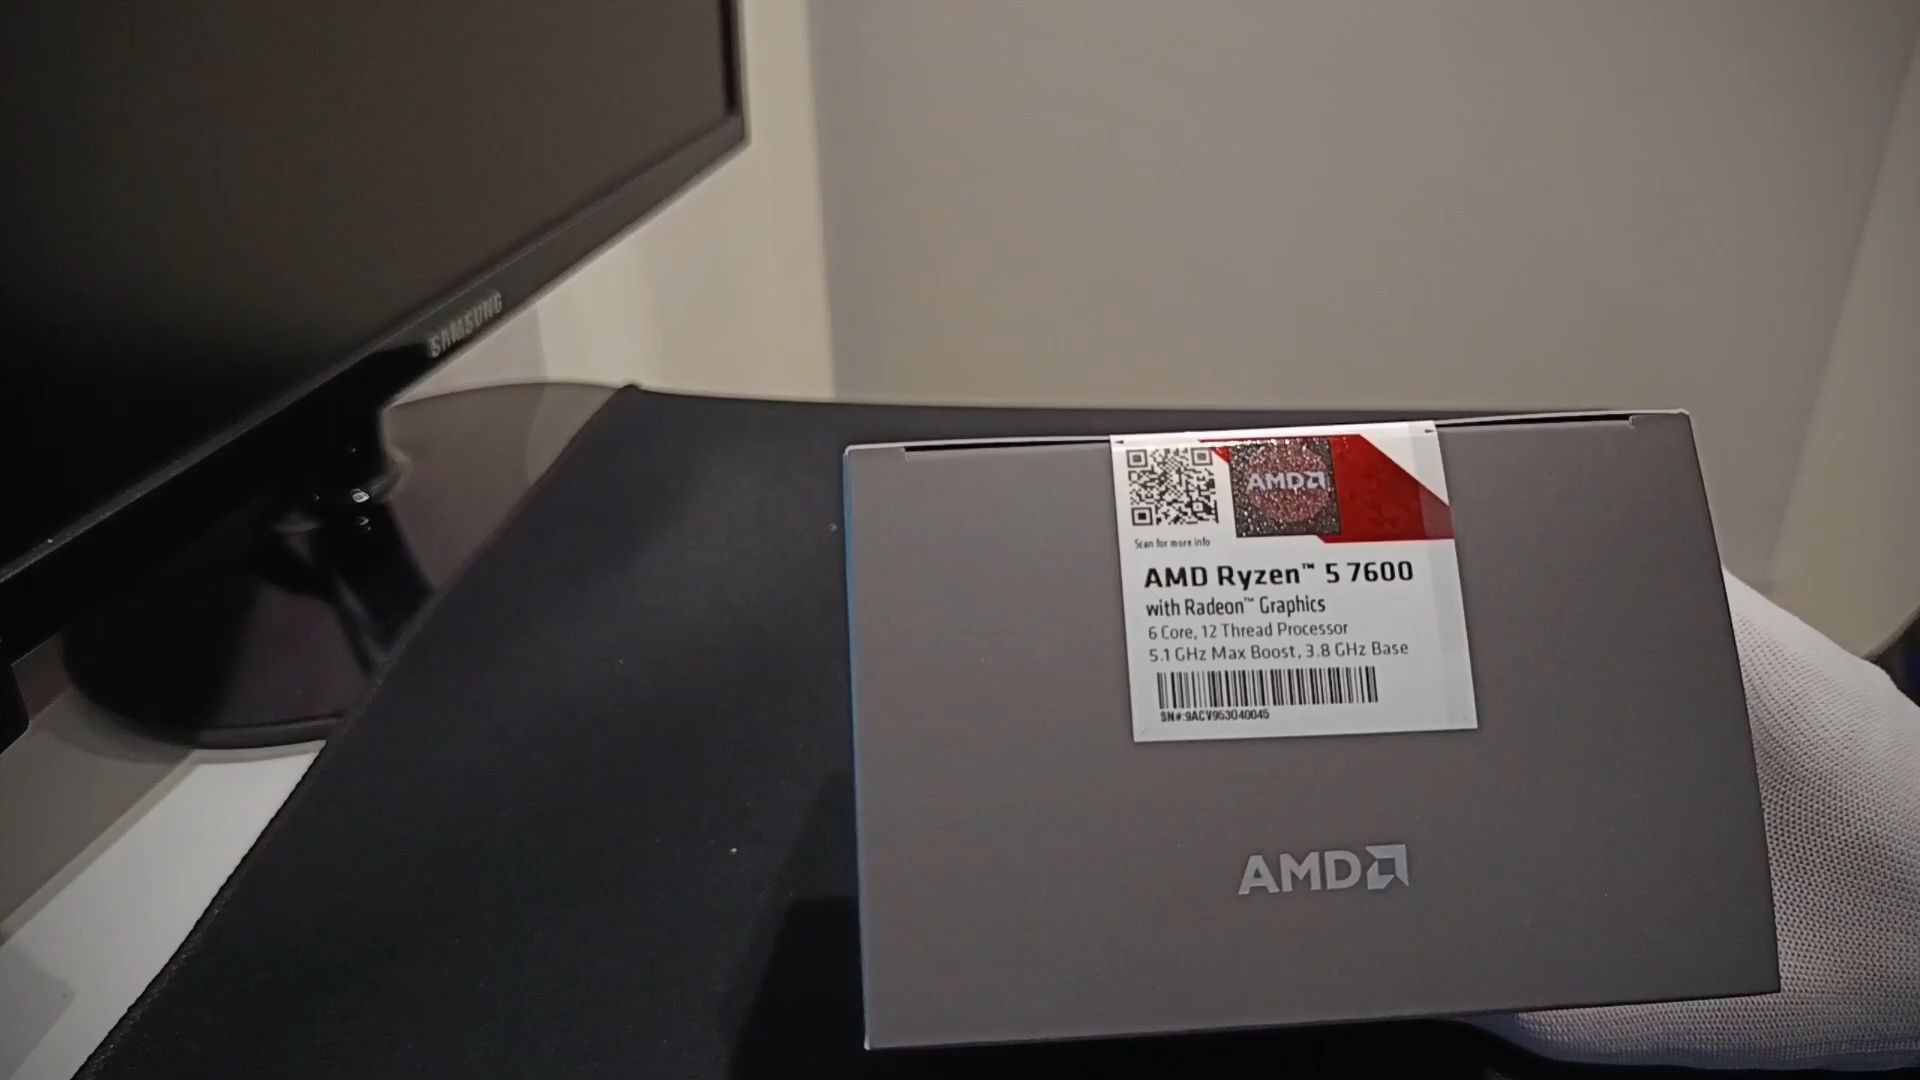 SAMSUNG
AMD
Scan for more info
AMD Ryzen™ 5 7600
with Radeon™ Graphics
6 Core, 12 Thread Processor
5.1 GHz Max Boost, 3.8 GHz Base
SN#:9ACV953040045
AMD